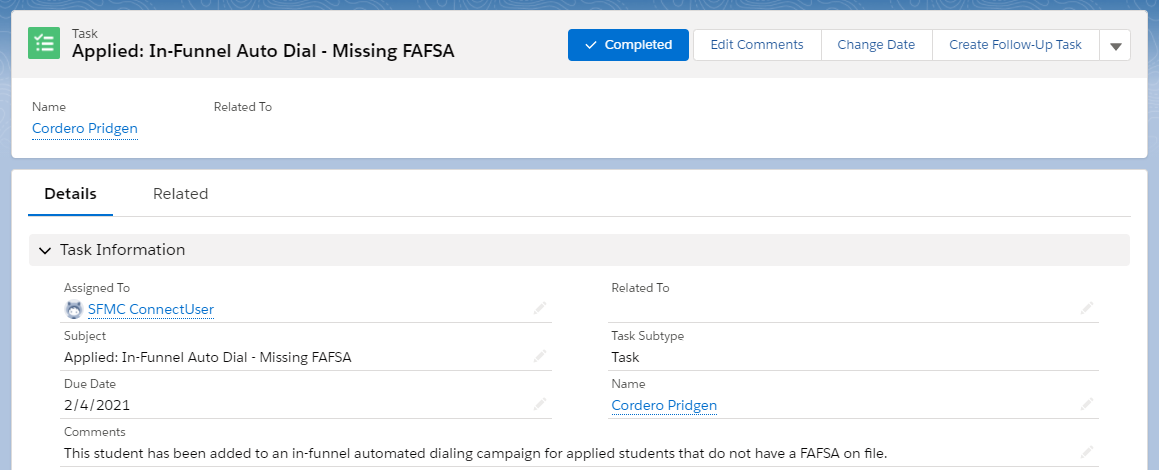 Task
Applied: In-Funnel Auto Dial - Missing FAFSA
Completed
Edit Comments
Change Date
Create Follow-Up Task
Name
Related To
Cordero Pridgen
Details
Related
Task Information
Assigned To
Related To
SFMC ConnectUser
Subject
Task Subtype
Applied: In-Funnel Auto Dial - Missing FAFSA
Task
Due Date
Name
2/4/2021
Cordero Pridgen
Comments
This student has been added to an in-funnel automated dialing campaign for applied students that do not have a FAFSA on file.